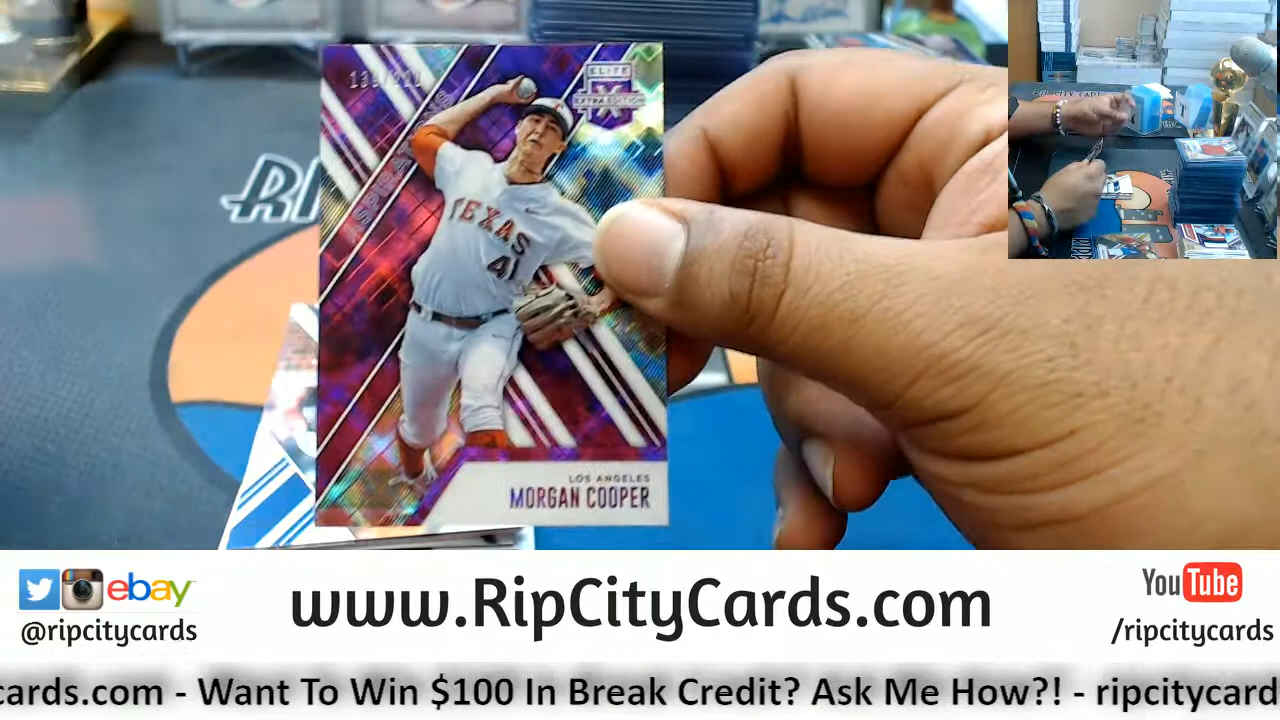 ELITE
EXTRA EDITION
TEXAS
41
LOS ANGELES
MORGAN COOPER
ebay
@ripcitycards
www.RipCityCards.com
YouTube
/ripcitycards
cards.com - Want To Win $100 In Break Credit? Ask Me How?! - ripcitycard